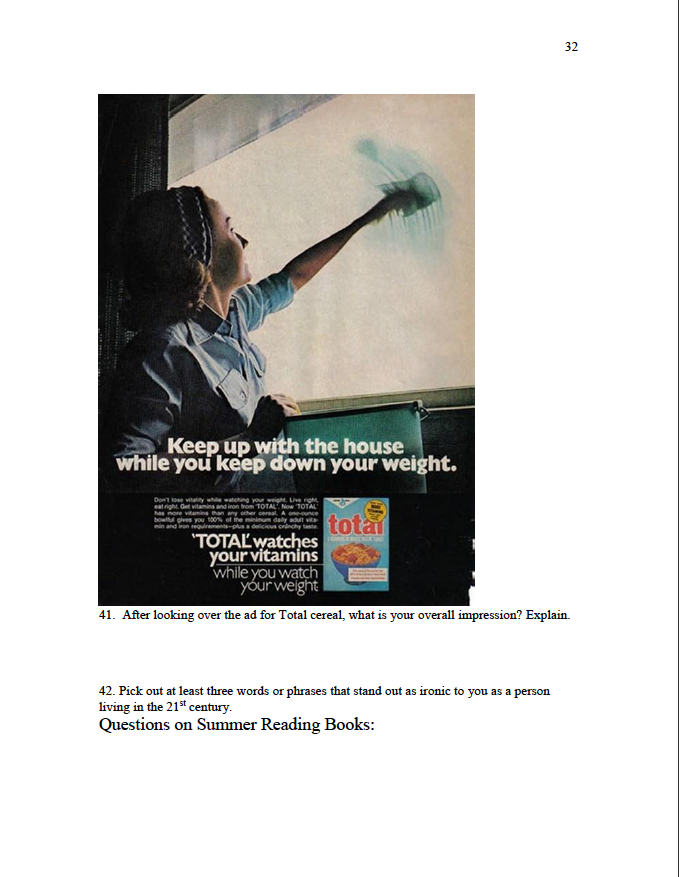 32
Keep up with the house
while you keep down your weight.
Don't lose vitality while watching your weight. Live right,
eat right. Get vitamins and iron from 'TOTAL'. Now 'TOTAL'
has more vitamins than any other cereal. A one-ounce
bowlful gives you 100% of the minimum daily adult vita-
min and iron requirements—plus a delicious crunchy taste.
'TOTAL' watches
your vitamins
while you watch
your weight
total
41. After looking over the ad for Total cereal, what is your overall impression? Explain.
42. Pick out at least three words or phrases that stand out as ironic to you as a person
living in the 21st century.
Questions on Summer Reading Books: